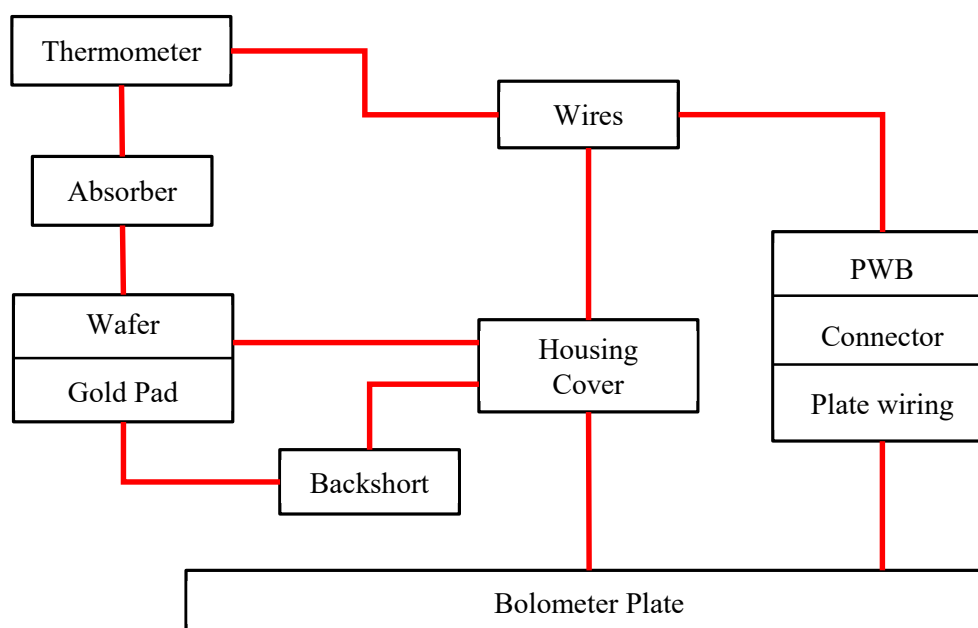 Thermometer
Wires
Absorber
PWB
Wafer
Connector
Housing
Cover
Gold Pad
Plate wiring
Backshort
Bolometer Plate